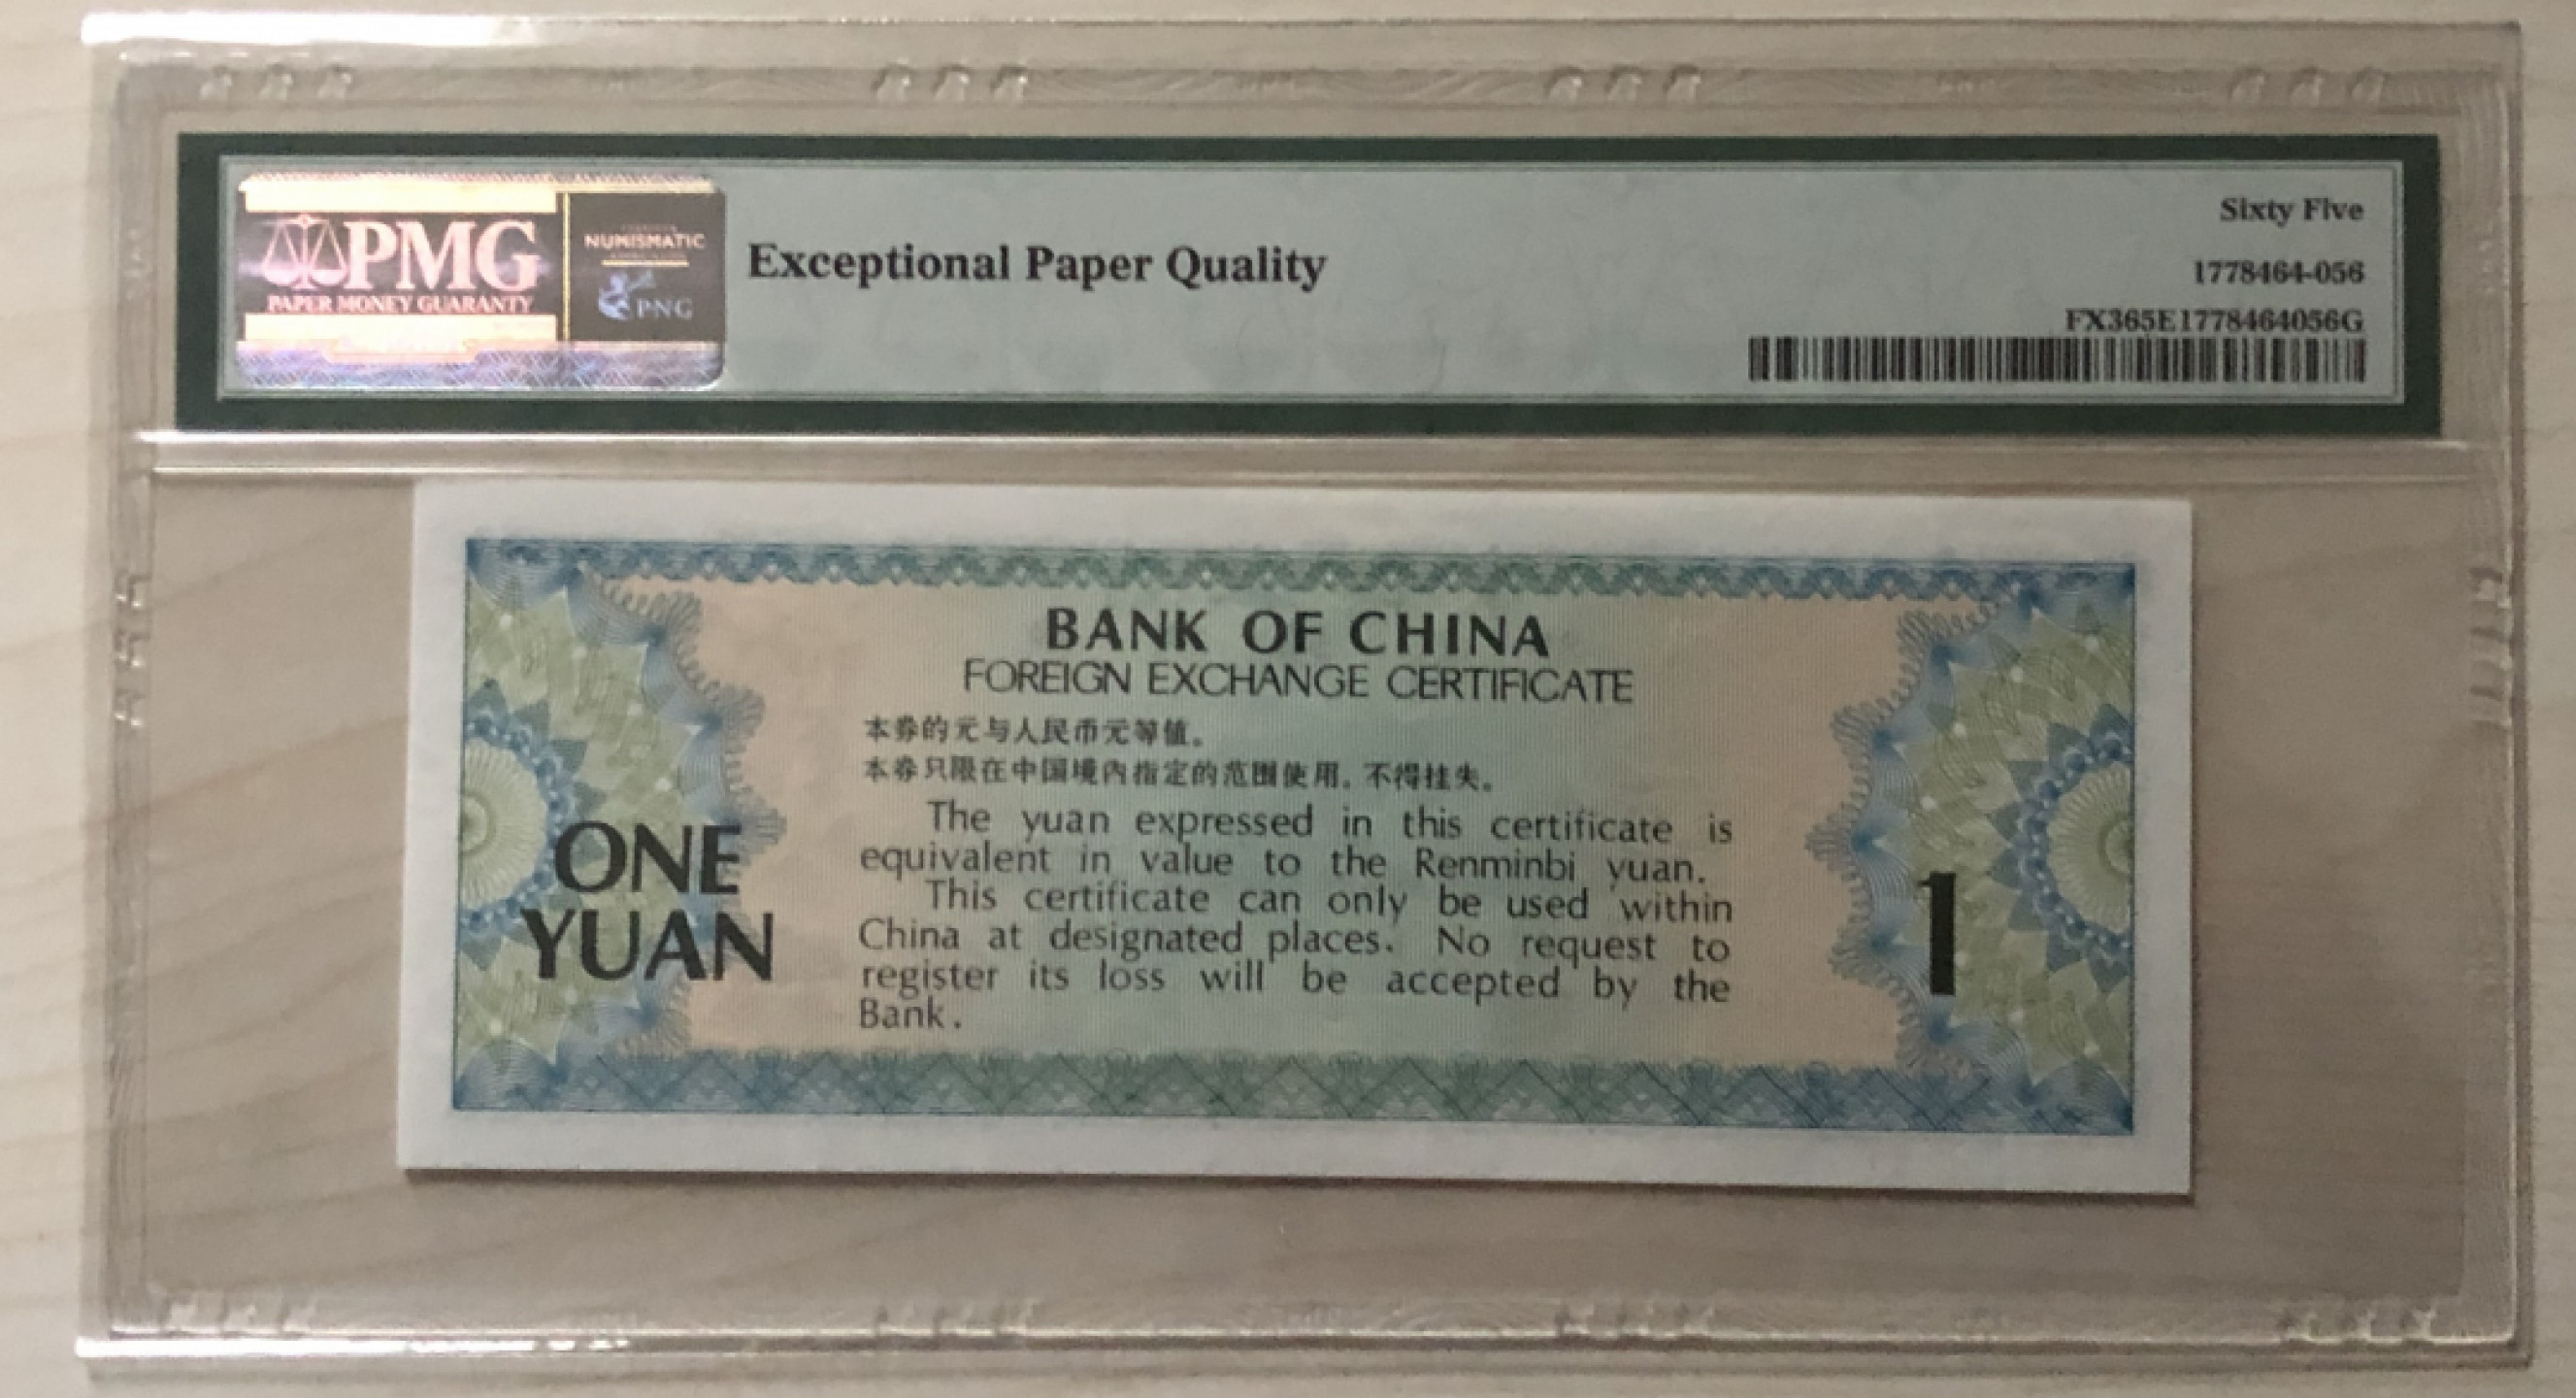 PMG
PAPER MONEY GUARANTY
NUMISMATIC
PNG
Exceptional Paper Quality
Sixty Five
1778464-056
FX365E1778464056G
BANK OF CHINA
FOREIGN EXCHANGE CERTIFICATE
本券的元与人民币元等值。
本券只限在中国境内指定的范围使用。不得挂失。
ONE
YUAN
The yuan expressed in this certificate is
equivalent in value to the Renminbi yuan.
This certificate can only be used within
China at designated places. No request to
register its loss will be accepted by the
Bank.
1